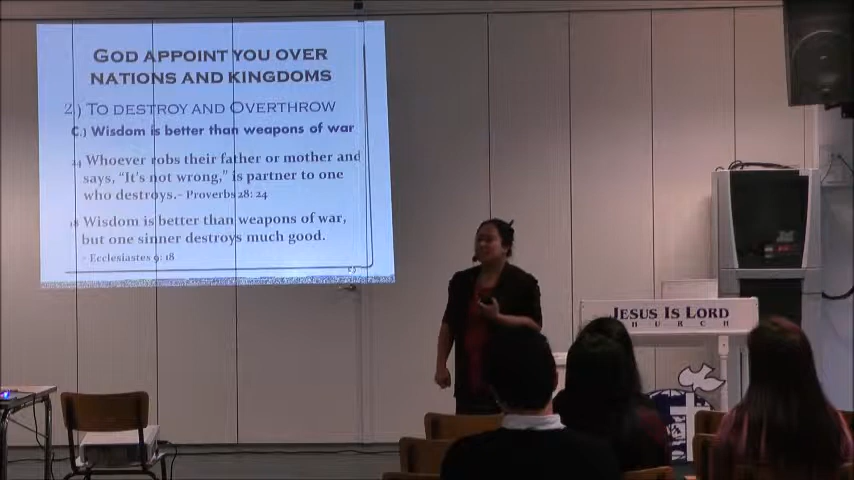 GOD APPOINT YOU OVER
NATIONS AND KINGDOMS
2.) TO DESTROY AND OVERTHROW
C.) Wisdom is better than weapons of war
24 Whoever robs their father or mother and
says, “It's not wrong,” is partner to one
who destroys.- Proverbs 28: 24
18 Wisdom is better than weapons of war,
but one sinner destroys much good.
- Ecclesiastes 9: 18
JESUS IS LORD
CHURCH